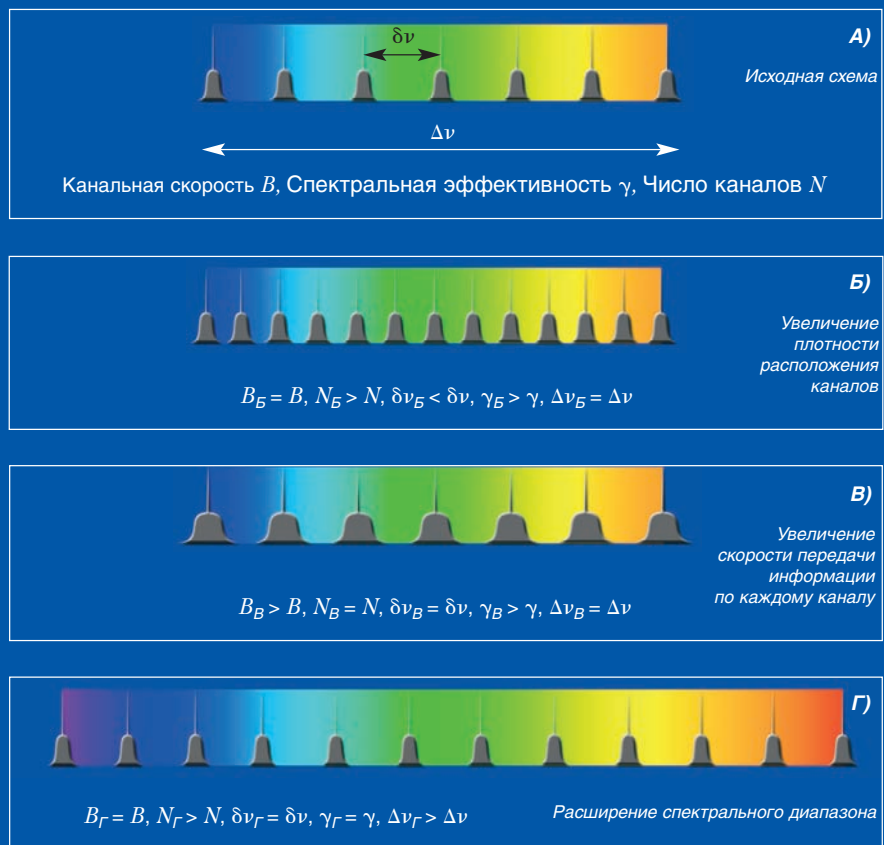 δν
А)
Исходная схема
Δν
Канальная скорость B, Спектральная эффективность γ, Число каналов N
Б)
Увеличение
плотности
расположения
каналов
B_Б = B, N_Б > N, δν_Б < δν, γ_Б > γ, Δν_Б = Δν
В)
Увеличение
скорости передачи
информации
по каждому каналу
B_В > B, N_В = N, δν_В = δν, γ_В > γ, Δν_В = Δν
Г)
B_Г = B, N_Г > N, δν_Г = δν, γ_Г = γ, Δν_Г > Δν
Расширение спектрального диапазона